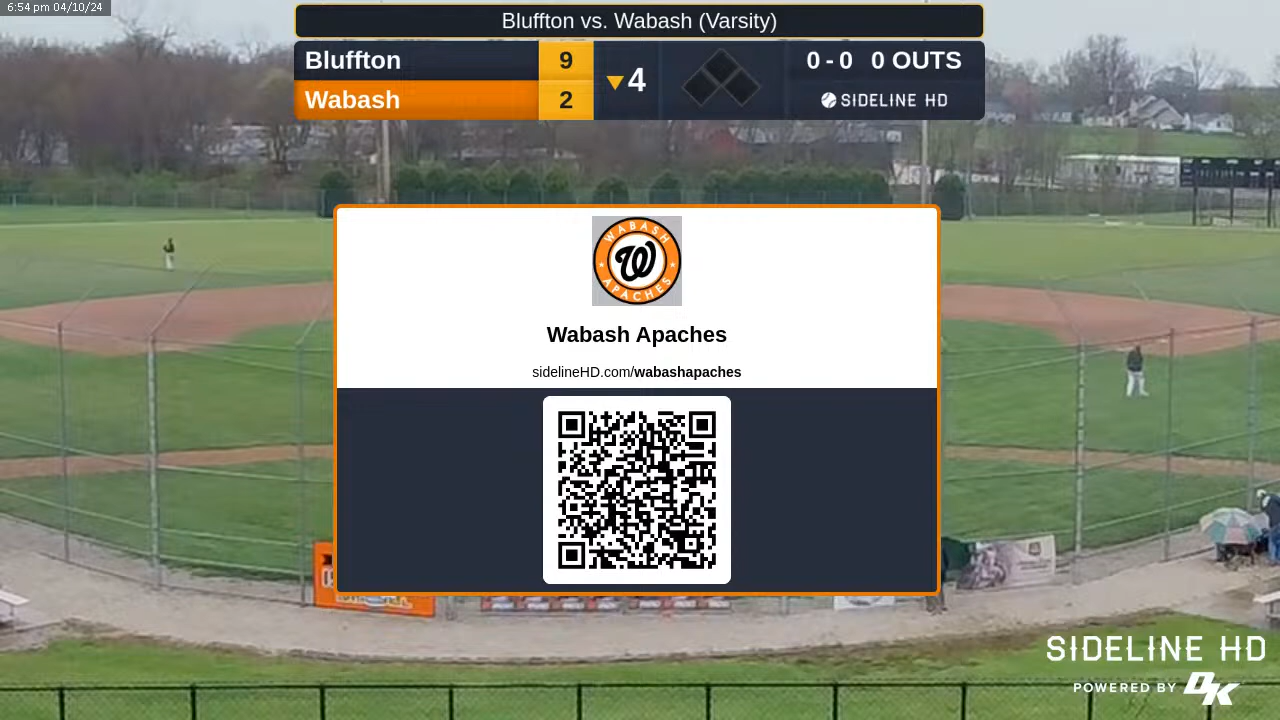 6:54 pm 04/10/24
Bluffton vs. Wabash (Varsity)
Bluffton 9
Wabash 2
▼4
0 - 0 0 OUTS
SIDELINE HD
WABASH
W
APACHES
Wabash Apaches
sidelineHD.com/wabashapaches
SIDELINE HD
POWERED BY DK